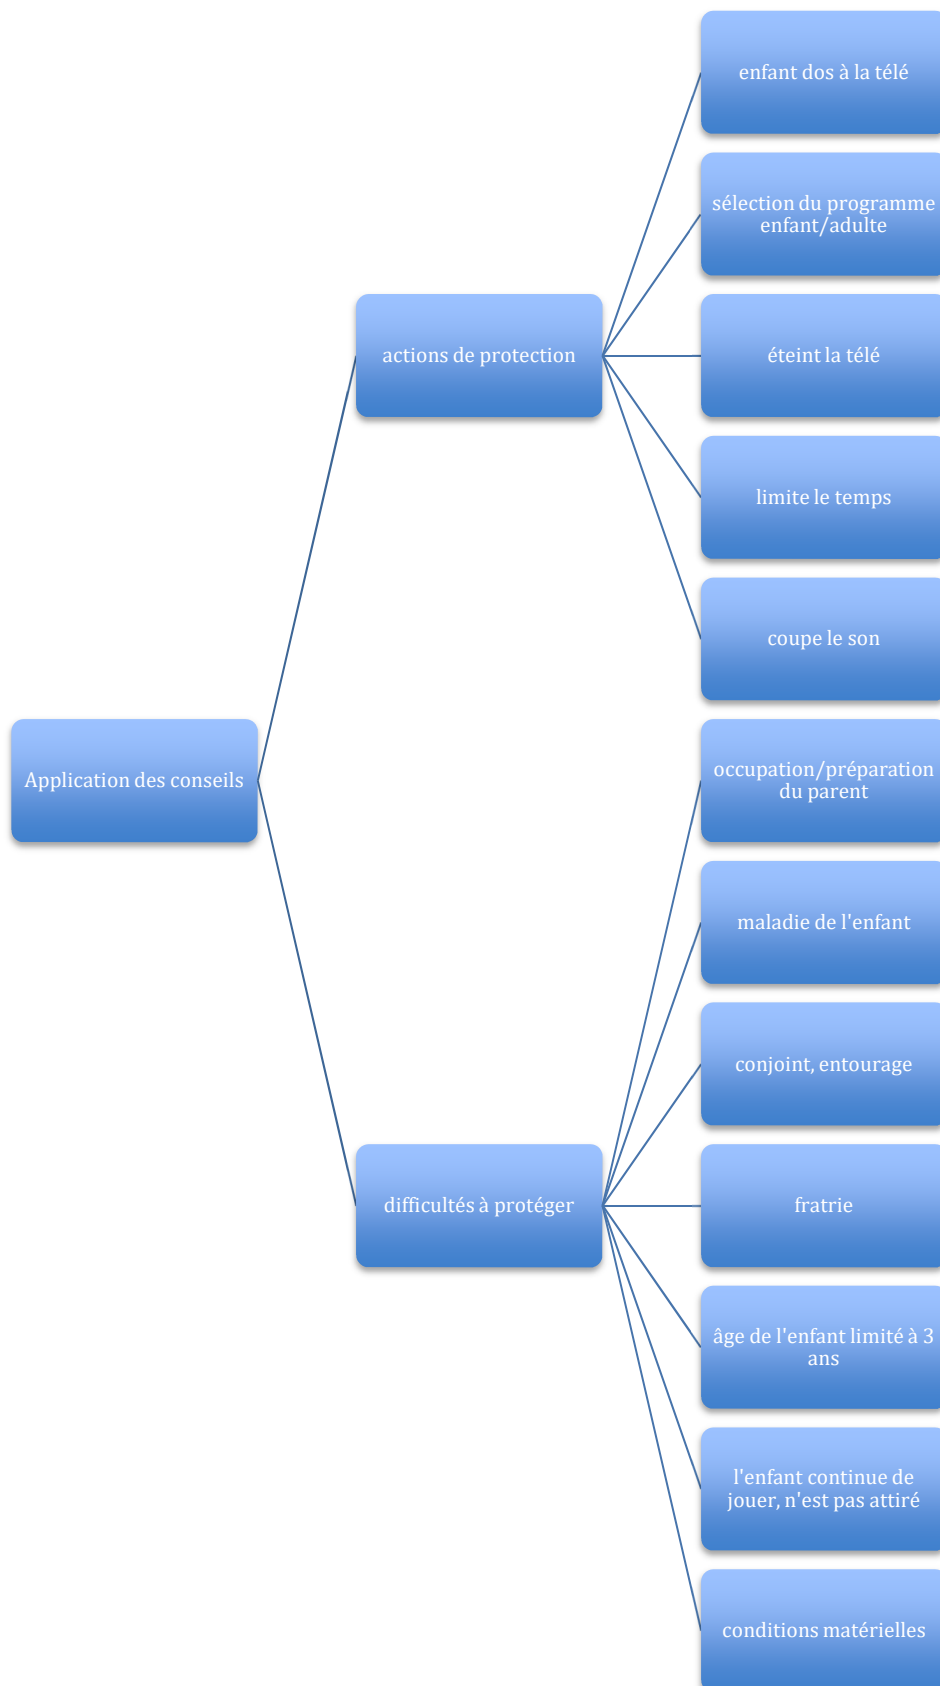 enfant dos à la télé
sélection du programme
enfant/adulte
actions de protection
éteint la télé
limite le temps
coupe le son
Application des conseils
occupation/préparation
du parent
maladie de l'enfant
conjoint, entourage
difficultés à protéger
fratrie
âge de l'enfant limité à 3
ans
l'enfant continue de
jouer, n'est pas attiré
conditions matérielles